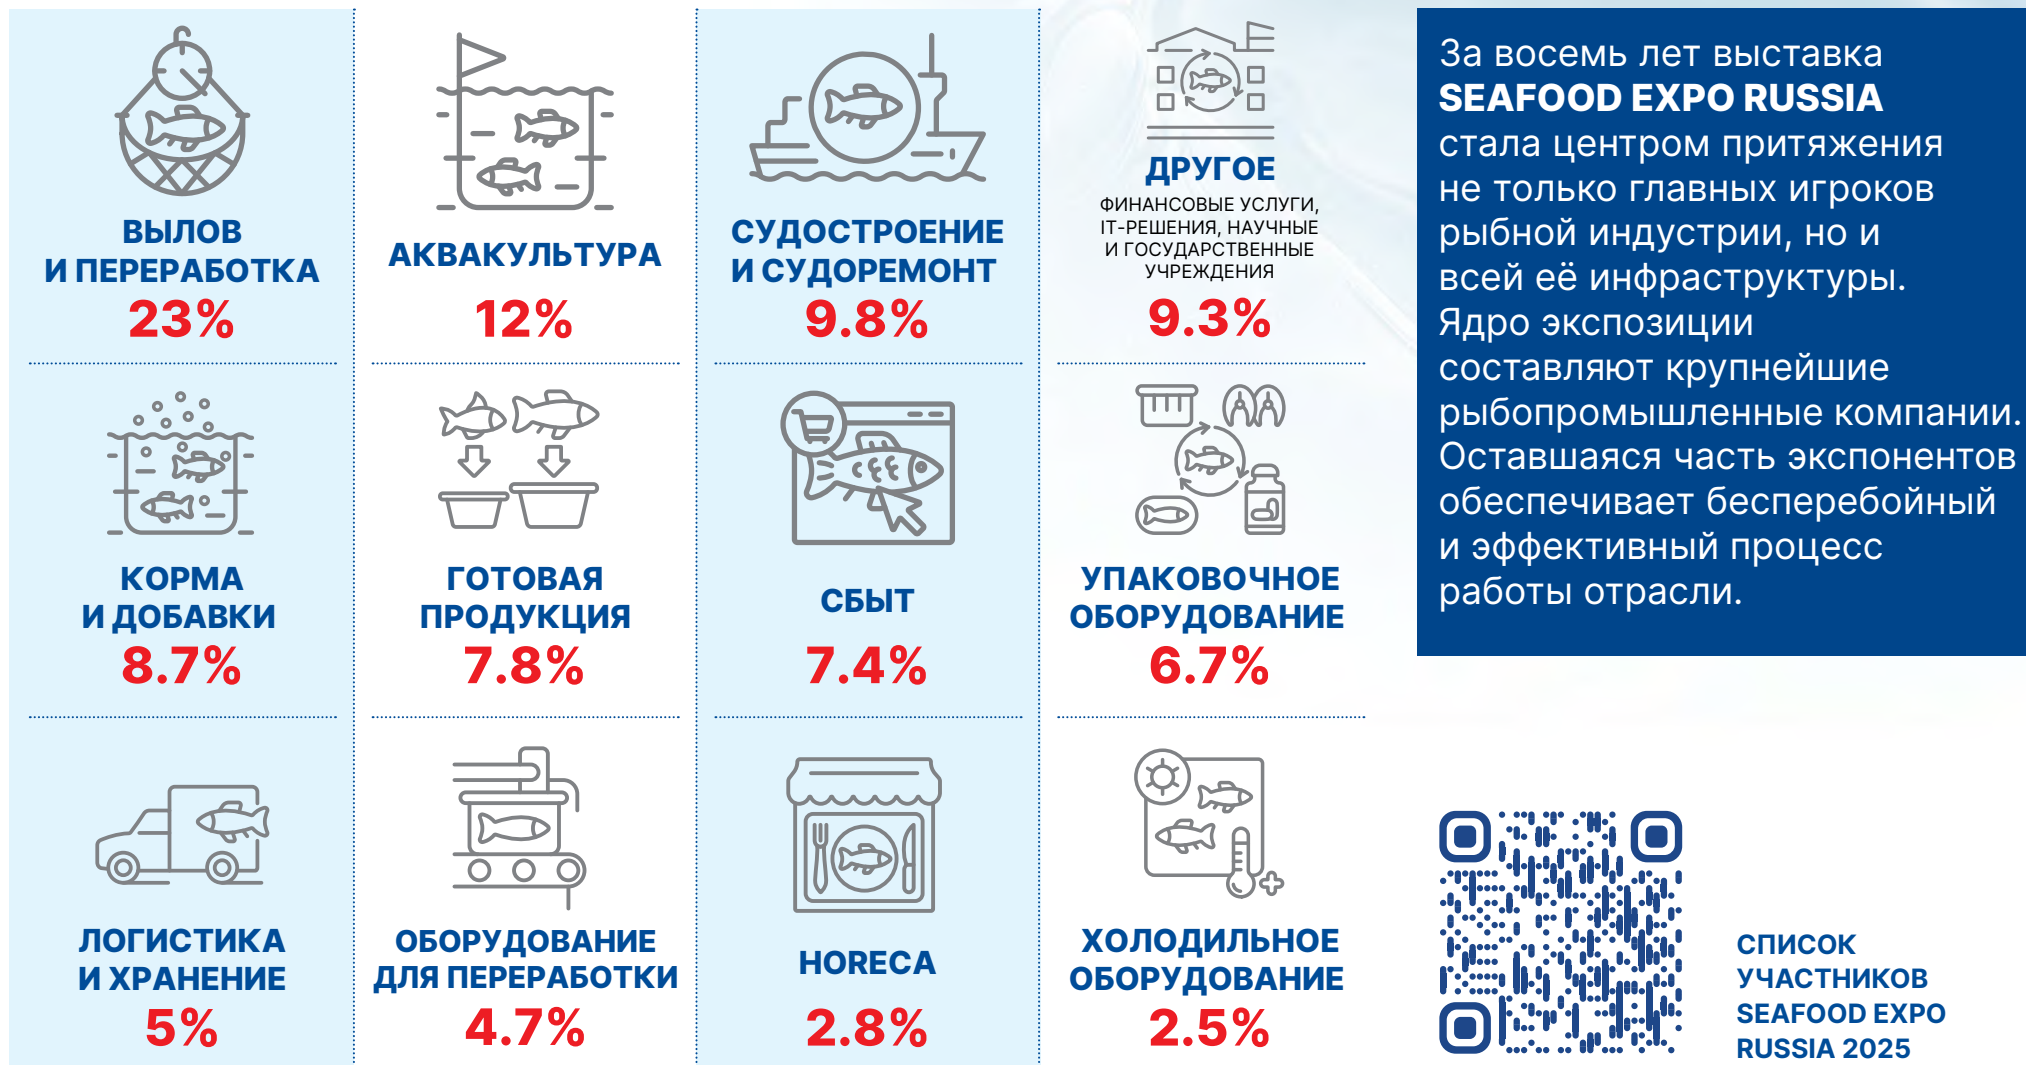 ВЫЛОВ
И ПЕРЕРАБОТКА
23%
АКВАКУЛЬТУРА
12%
СУДОСТРОЕНИЕ
И СУДОРЕМОНТ
9.8%
ДРУГОЕ
ФИНАНСОВЫЕ УСЛУГИ,
IT-РЕШЕНИЯ, НАУЧНЫЕ
И ГОСУДАРСТВЕННЫЕ
УЧРЕЖДЕНИЯ
9.3%
КОРМА
И ДОБАВКИ
8.7%
ГОТОВАЯ
ПРОДУКЦИЯ
7.8%
СБЫТ
7.4%
УПАКОВОЧНОЕ
ОБОРУДОВАНИЕ
6.7%
ЛОГИСТИКА
И ХРАНЕНИЕ
5%
ОБОРУДОВАНИЕ
ДЛЯ ПЕРЕРАБОТКИ
4.7%
HORECA
2.8%
ХОЛОДИЛЬНОЕ
ОБОРУДОВАНИЕ
2.5%
За восемь лет выставка
SEAFOOD EXPO RUSSIA
стала центром притяжения
не только главных игроков
рыбной индустрии, но и
всей её инфраструктуры.
Ядро экспозиции
составляют крупнейшие
рыбопромышленные компании.
Оставшаяся часть экспонентов
обеспечивает бесперебойный
и эффективный процесс
работы отрасли.
СПИСОК
УЧАСТНИКОВ
SEAFOOD EXPO
RUSSIA 2025